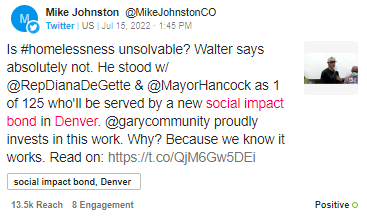 Mike Johnston @MikeJohnstonCO
M
Twitter | US | Jul 15, 2022 · 1:45 PM
Is #homelessness unsolvable? Walter says
absolutely not. He stood w/
@RepDianaDeGette & @MayorHancock as 1
of 125 who'll be served by a new social impact
bond in Denver. @garycommunity proudly
invests in this work. Why? Because we know it
works. Read on: https://t.co/QjM6Gw5DEi
social impact bond, Denver
13.5k Reach 8 Engagement
Positive